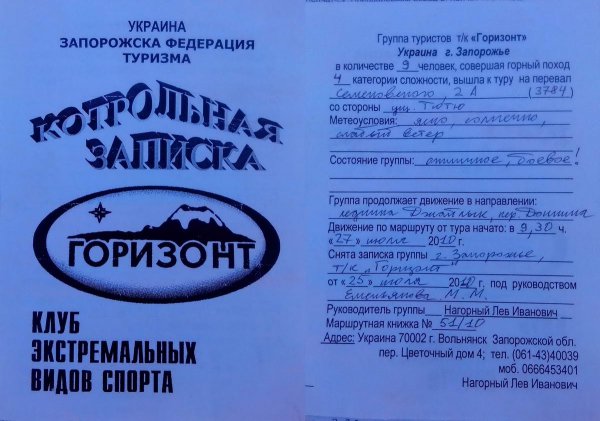 УКРАИНА
ЗАПОРОЖСКА ФЕДЕРАЦИЯ
ТУРИЗМА
КОТРОЛЬНАЯ
ЗАПИСКА
ГОРИЗОНТ
КЛУБ
ЭКСТРЕМАЛЬНЫХ
ВИДОВ СПОРТА
Группа туристов т/к «Горизонт»
Украина г. Запорожье
в количестве 9 человек, совершая горный поход
4 категории сложности, вышла к туру на перевал
Семеновского, 2А (3784)
со стороны ущ. Тютю
Метеоусловия: ясно, солнечно,
слабый ветер
Состояние группы: отличное, боевое!
Группа продолжает движение в направлении:
ледника Джайлык, пер.
Движение по маршруту от тура начато: в 9,30 ч.
«27» июля 2010г.
Снята записка группы г. Запорожье,
т/к „Горизонт"
от «25» июля 2010г. под руководством
Емельянова М. М.
Руководитель группы Нагорный Лев Иванович
Маршрутная книжка № 51/10
Адрес: Украина 70002 г. Вольнянск Запорожской обл.
пер. Цветочный дом 4; тел. (061-43)40039
моб. 0666453401
Нагорный Лев Иванович